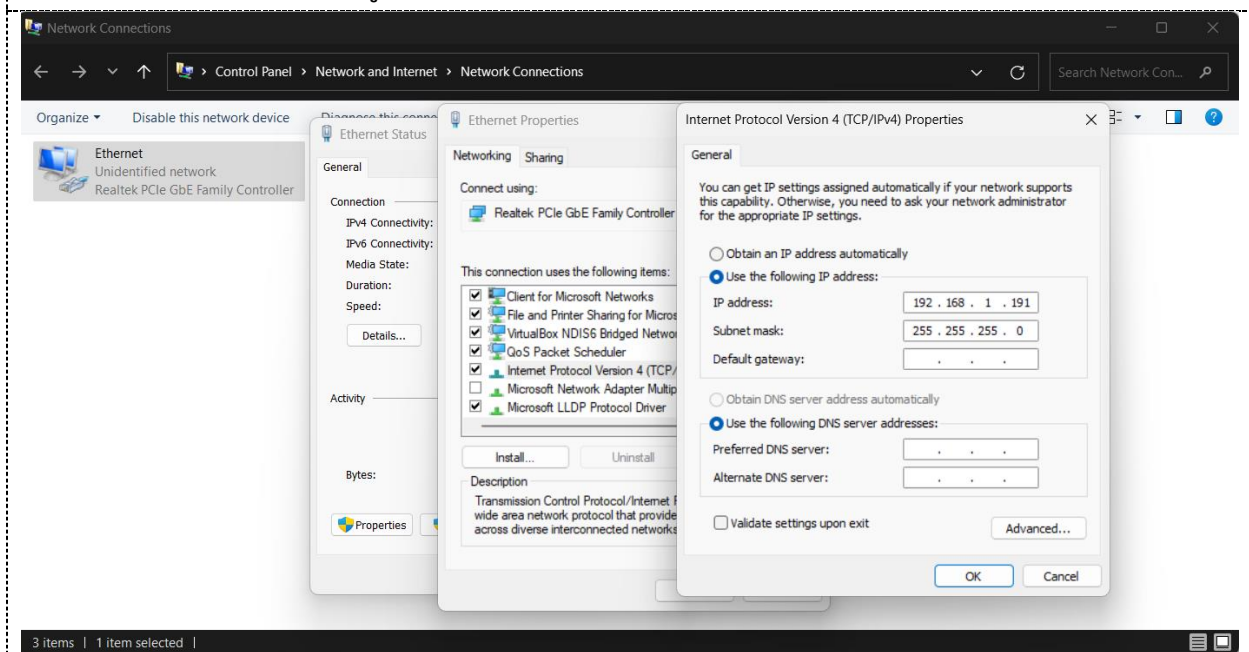 Network Connections
Control Panel > Network and Internet > Network Connections
Search Network Con...
Organize
Disable this network device
Ethernet
Unidentified network
Realtek PCIe GbE Family Controller
Ethernet Status
General
Connection
IPv4 Connectivity:
IPv6 Connectivity:
Media State:
Duration:
Speed:
Details...
Activity
Bytes:
Properties
Ethernet Properties
Networking
Sharing
Connect using:
Realtek PCIe GbE Family Controller
This connection uses the following items:
Client for Microsoft Networks
File and Printer Sharing for Micros
VirtualBox NDIS6 Bridged Networ
QoS Packet Scheduler
Internet Protocol Version 4 (TCP/
Microsoft Network Adapter Multip
Microsoft LLDP Protocol Driver
Install...
Uninstall
Description
Transmission Control Protocol/Internet
wide area network protocol that provide
across diverse interconnected networks
Internet Protocol Version 4 (TCP/IPv4) Properties
General
You can get IP settings assigned automatically if your network supports
this capability. Otherwise, you need to ask your network administrator
for the appropriate IP settings.
Obtain an IP address automatically
Use the following IP address:
IP address:
192 . 168 . 1 . 191
Subnet mask:
255 . 255 . 255 . 0
Default gateway:
. . .
Obtain DNS server address automatically
Use the following DNS server addresses:
Preferred DNS server:
. . .
Alternate DNS server:
. . .
Validate settings upon exit
Advanced...
OK
Cancel
3 items
1 item selected